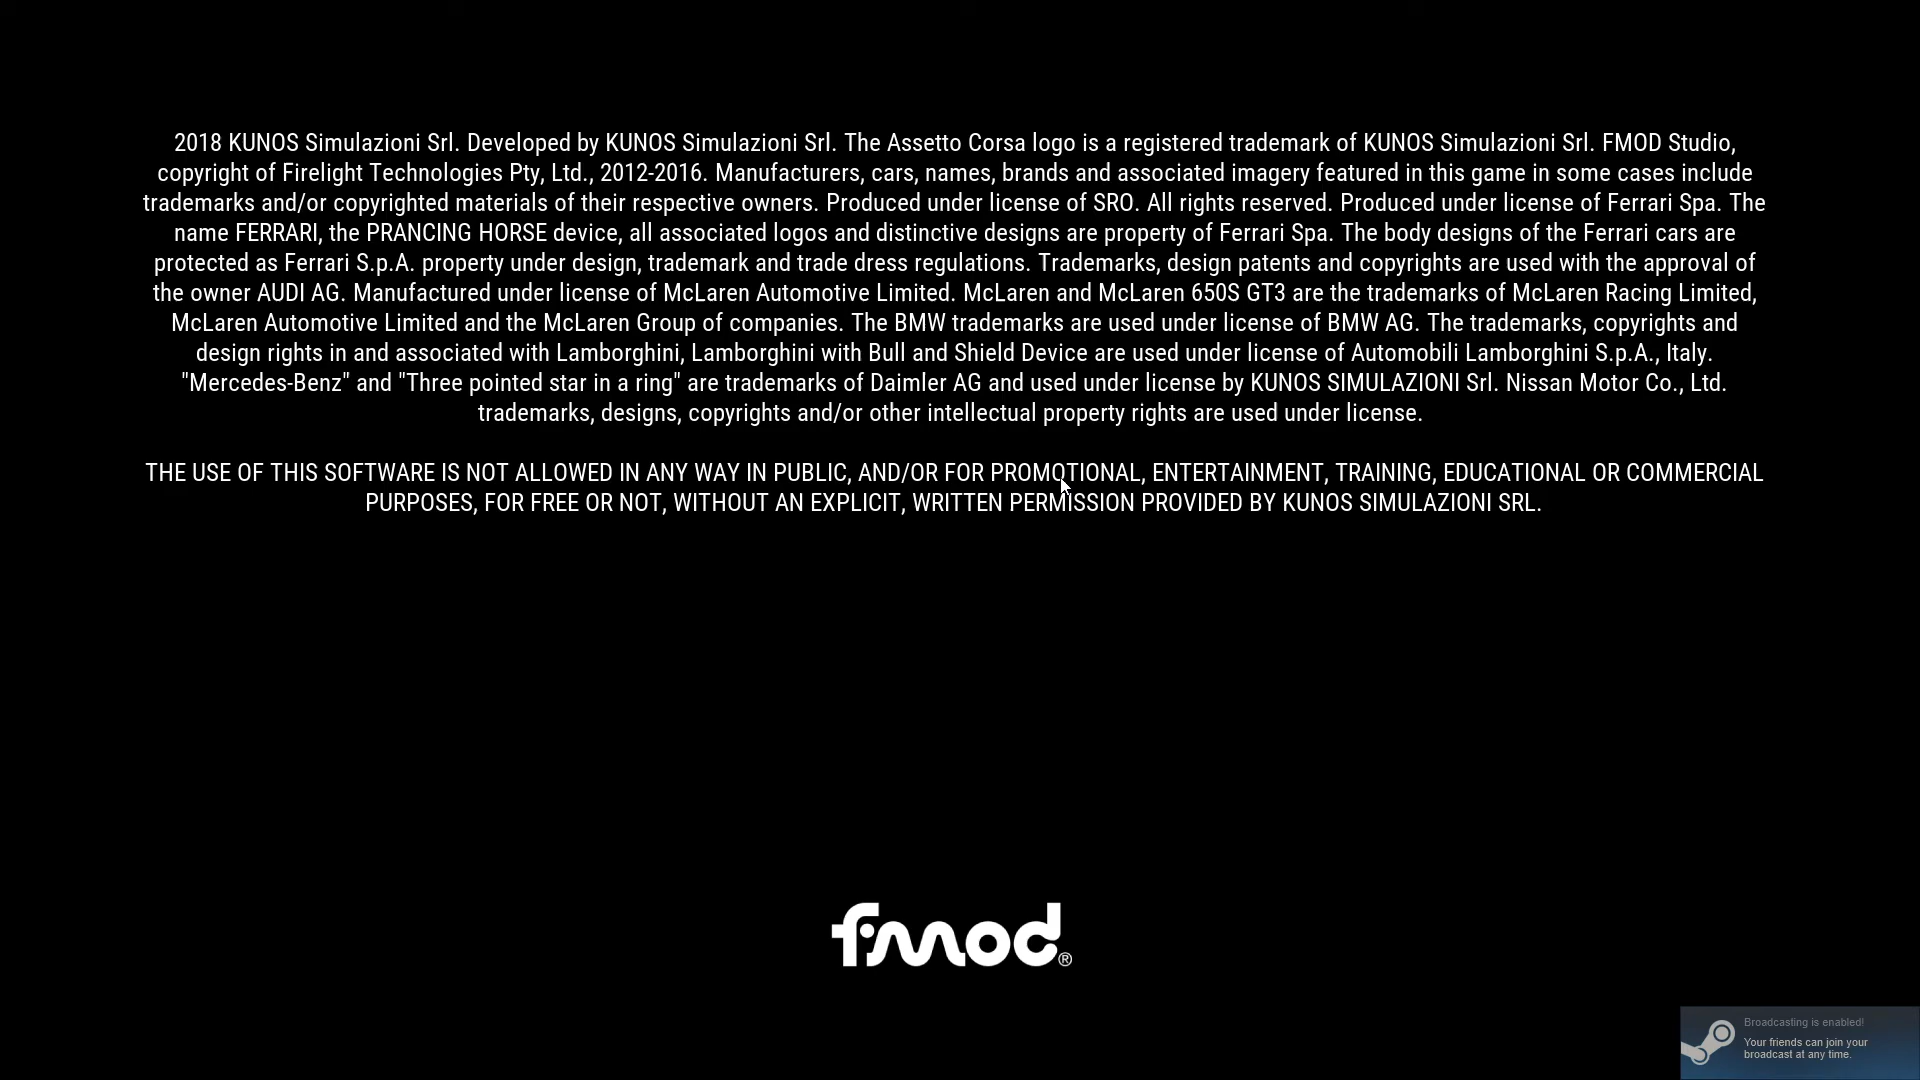 2018 KUNOS Simulazioni Srl. Developed by KUNOS Simulazioni Srl. The Assetto Corsa logo is a registered trademark of KUNOS Simulazioni Srl. FMOD Studio,
copyright of Firelight Technologies Pty, Ltd., 2012-2016. Manufacturers, cars, names, brands and associated imagery featured in this game in some cases include
trademarks and/or copyrighted materials of their respective owners. Produced under license of SRO. All rights reserved. Produced under license of Ferrari Spa. The
name FERRARI, the PRANCING HORSE device, all associated logos and distinctive designs are property of Ferrari Spa. The body designs of the Ferrari cars are
protected as Ferrari S.p.A. property under design, trademark and trade dress regulations. Trademarks, design patents and copyrights are used with the approval of
the owner AUDI AG. Manufactured under license of McLaren Automotive Limited. McLaren and McLaren 650S GT3 are the trademarks of McLaren Racing Limited,
McLaren Automotive Limited and the McLaren Group of companies. The BMW trademarks are used under license of BMW AG. The trademarks, copyrights and
design rights in and associated with Lamborghini, Lamborghini with Bull and Shield Device are used under license of Automobili Lamborghini S.p.A., Italy.
"Mercedes-Benz" and "Three pointed star in a ring" are trademarks of Daimler AG and used under license by KUNOS SIMULAZIONI Srl. Nissan Motor Co., Ltd.
trademarks, designs, copyrights and/or other intellectual property rights are used under license.
THE USE OF THIS SOFTWARE IS NOT ALLOWED IN ANY WAY IN PUBLIC, AND/OR FOR PROMOTIONAL, ENTERTAINMENT, TRAINING, EDUCATIONAL OR COMMERCIAL
PURPOSES, FOR FREE OR NOT, WITHOUT AN EXPLICIT, WRITTEN PERMISSION PROVIDED BY KUNOS SIMULAZIONI SRL.
fmod®
Broadcasting is enabled!
Your friends can join your
broadcast at any time.